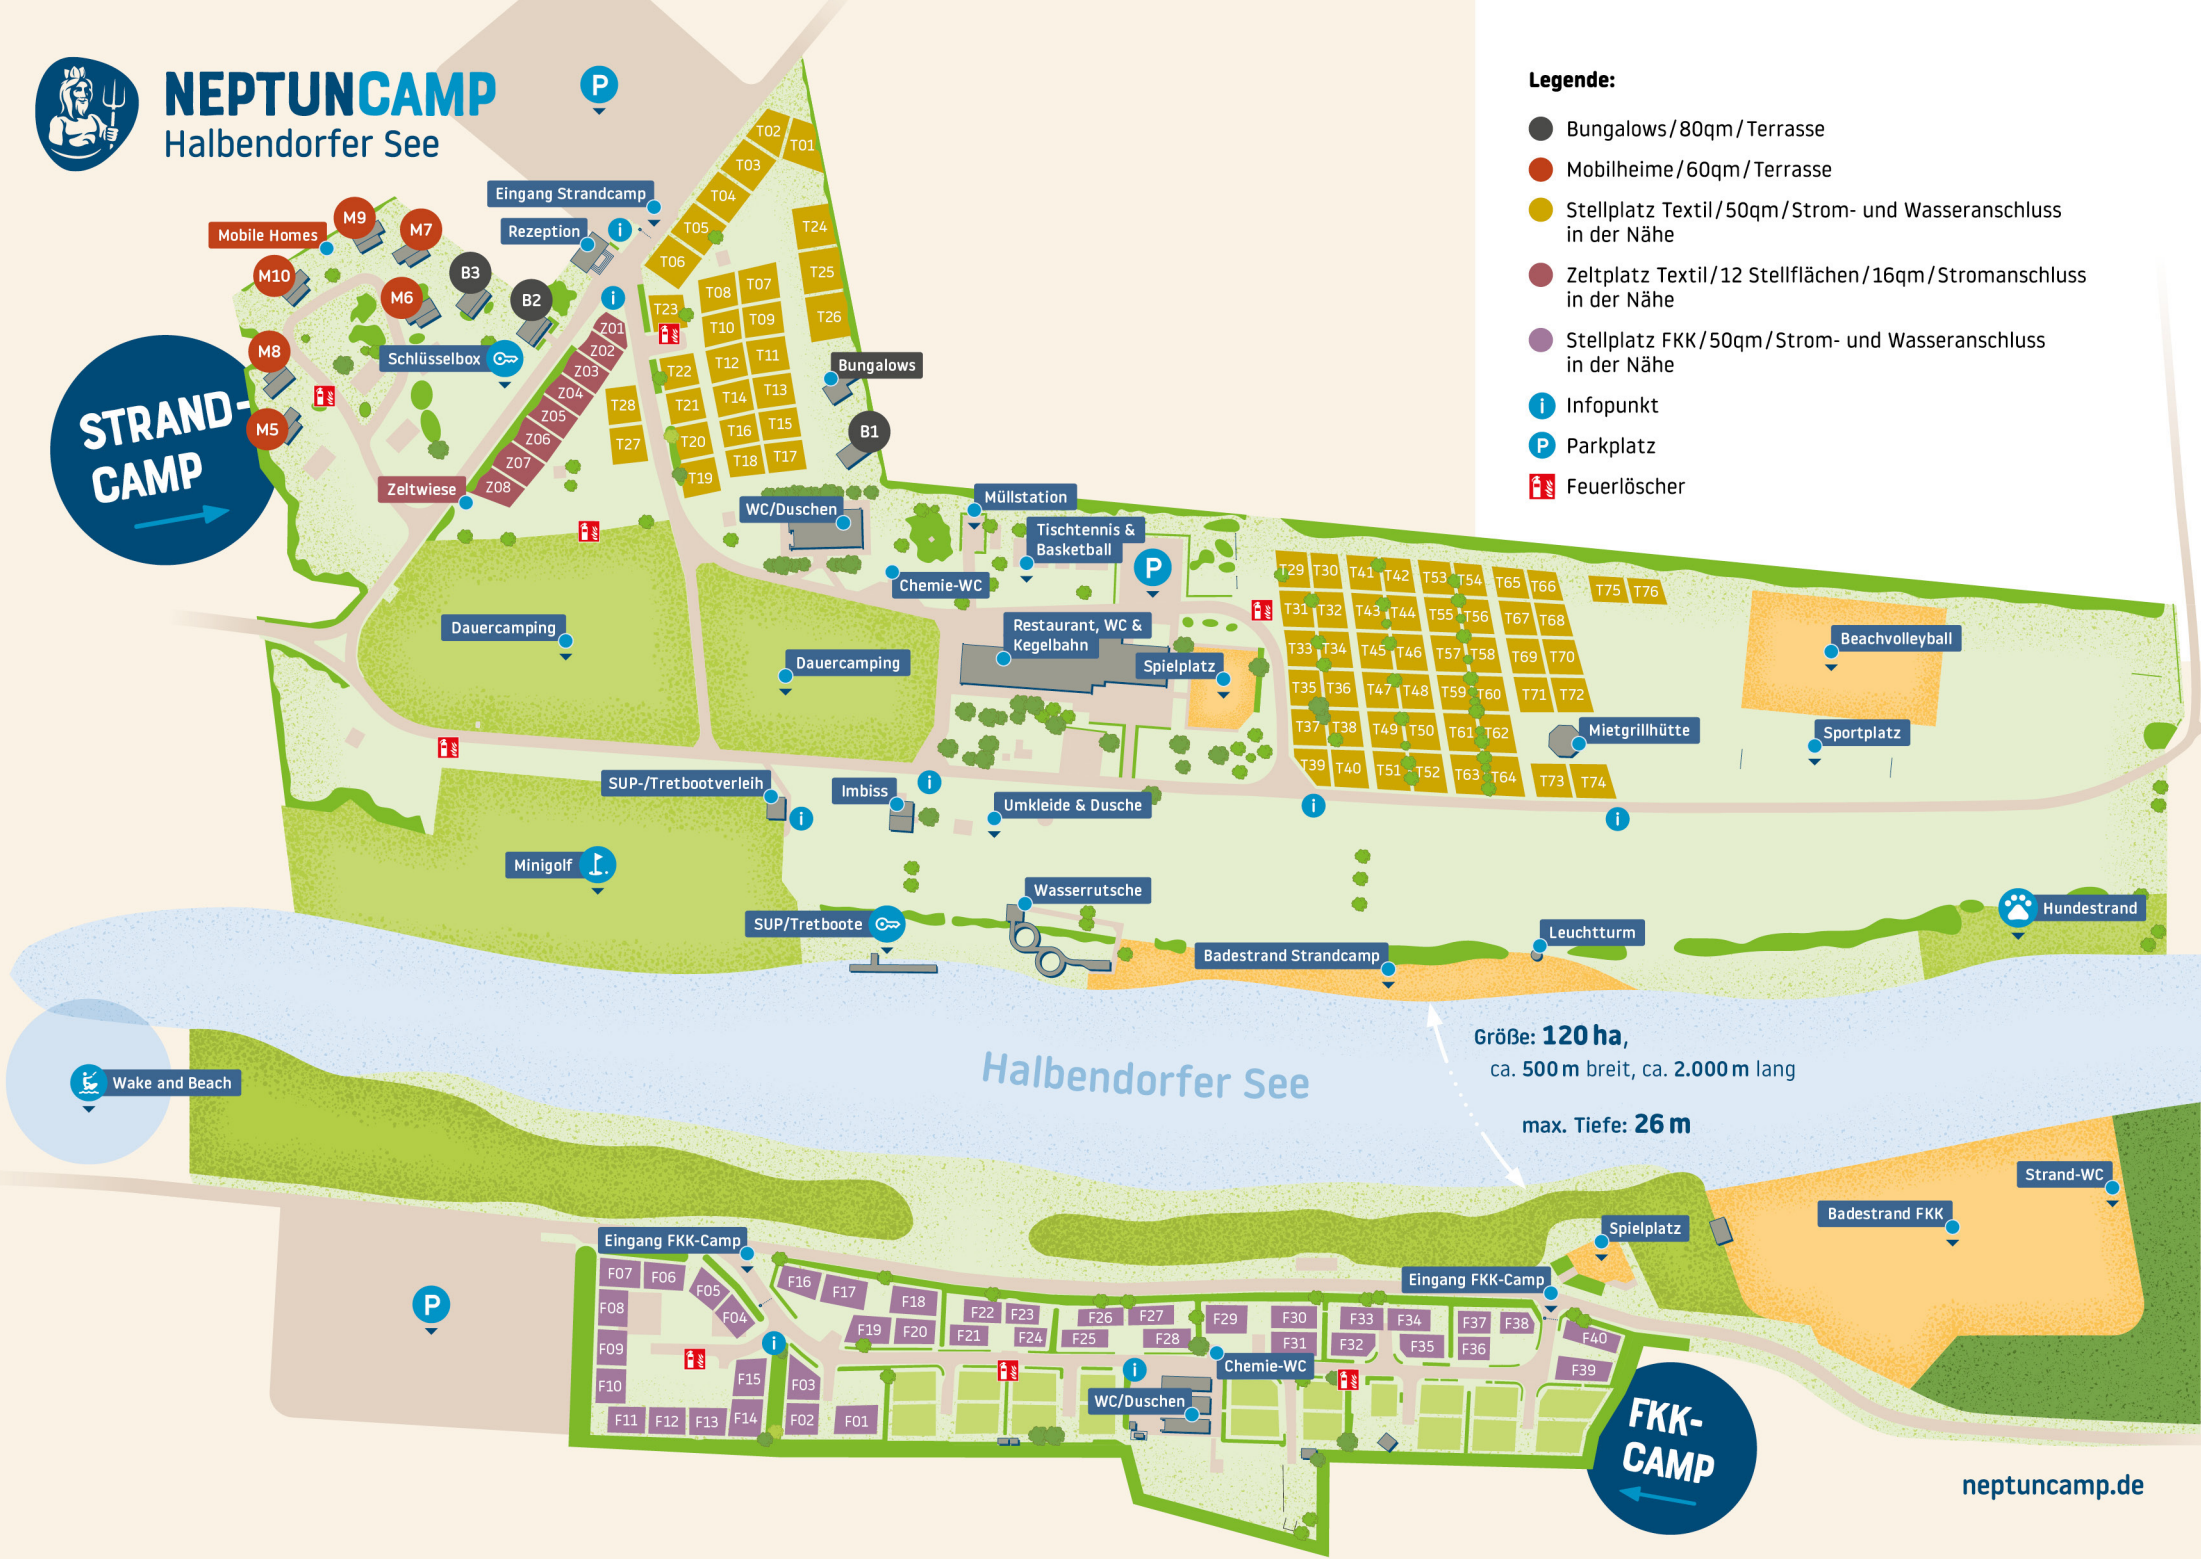 NEPTUNCAMP
Halbendorfer See
P
Legende:
Bungalows/80qm/Terrasse
Mobilheime/60qm/Terrasse
Stellplatz Textil/50qm/Strom- und Wasseranschluss
in der Nähe
Zeltplatz Textil/12 Stellflächen/16qm/Stromanschluss
in der Nähe
Stellplatz FKK/50qm/Strom- und Wasseranschluss
in der Nähe
i Infopunkt
P Parkplatz
Feuerlöscher
Eingang Strandcamp
Rezeption
i
i
Mobile Homes
M9
M7
M10
M6
B3
B2
M8
M5
Schlüsselbox
STRAND-
CAMP
Zeltwiese
Z01
Z02
Z03
Z04
Z05
Z06
Z07
Z08
T02
T01
T03
T04
T05
T06
T24
T25
T26
T23
T08
T07
T10
T09
T12
T11
T22
T14
T13
T21
T16
T15
T20
T18
T17
T19
T28
T27
Bungalows
B1
WC/Duschen
Müllstation
Tischtennis &
Basketball
P
Chemie-WC
Dauercamping
Dauercamping
Restaurant, WC &
Kegelbahn
Spielplatz
T29 T30 T41 T42 T53 T54 T65 T66 T75 T76
T31 T32 T43 T44 T55 T56 T67 T68
T33 T34 T45 T46 T57 T58 T69 T70
T35 T36 T47 T48 T59 T60 T71 T72
T37 T38 T49 T50 T61 T62
T39 T40 T51 T52 T63 T64 T73 T74
Beachvolleyball
Mietgrillhütte
Sportplatz
SUP-/Tretbootverleih
i
Imbiss
i
Umkleide & Dusche
i
i
Minigolf
SUP/Tretboote
Wasserrutsche
Badestrand Strandcamp
Leuchtturm
Hundestrand
Wake and Beach
Halbendorfer See
Größe: 120 ha,
ca. 500 m breit, ca. 2.000 m lang
max. Tiefe: 26 m
Strand-WC
Badestrand FKK
Spielplatz
Eingang FKK-Camp
Eingang FKK-Camp
P
F07 F06 F05 F04
F08
F09
F10
F11 F12 F13 F14
F15
F03
F02 F01
i
F16 F17 F18
F19 F20
F22 F23
F21 F24
F26 F27
F25 F28
F29
F30
F31
F33 F34
F32 F35
F37 F38
F36
F40
F39
i
Chemie-WC
WC/Duschen
FKK-
CAMP
neptuncamp.de